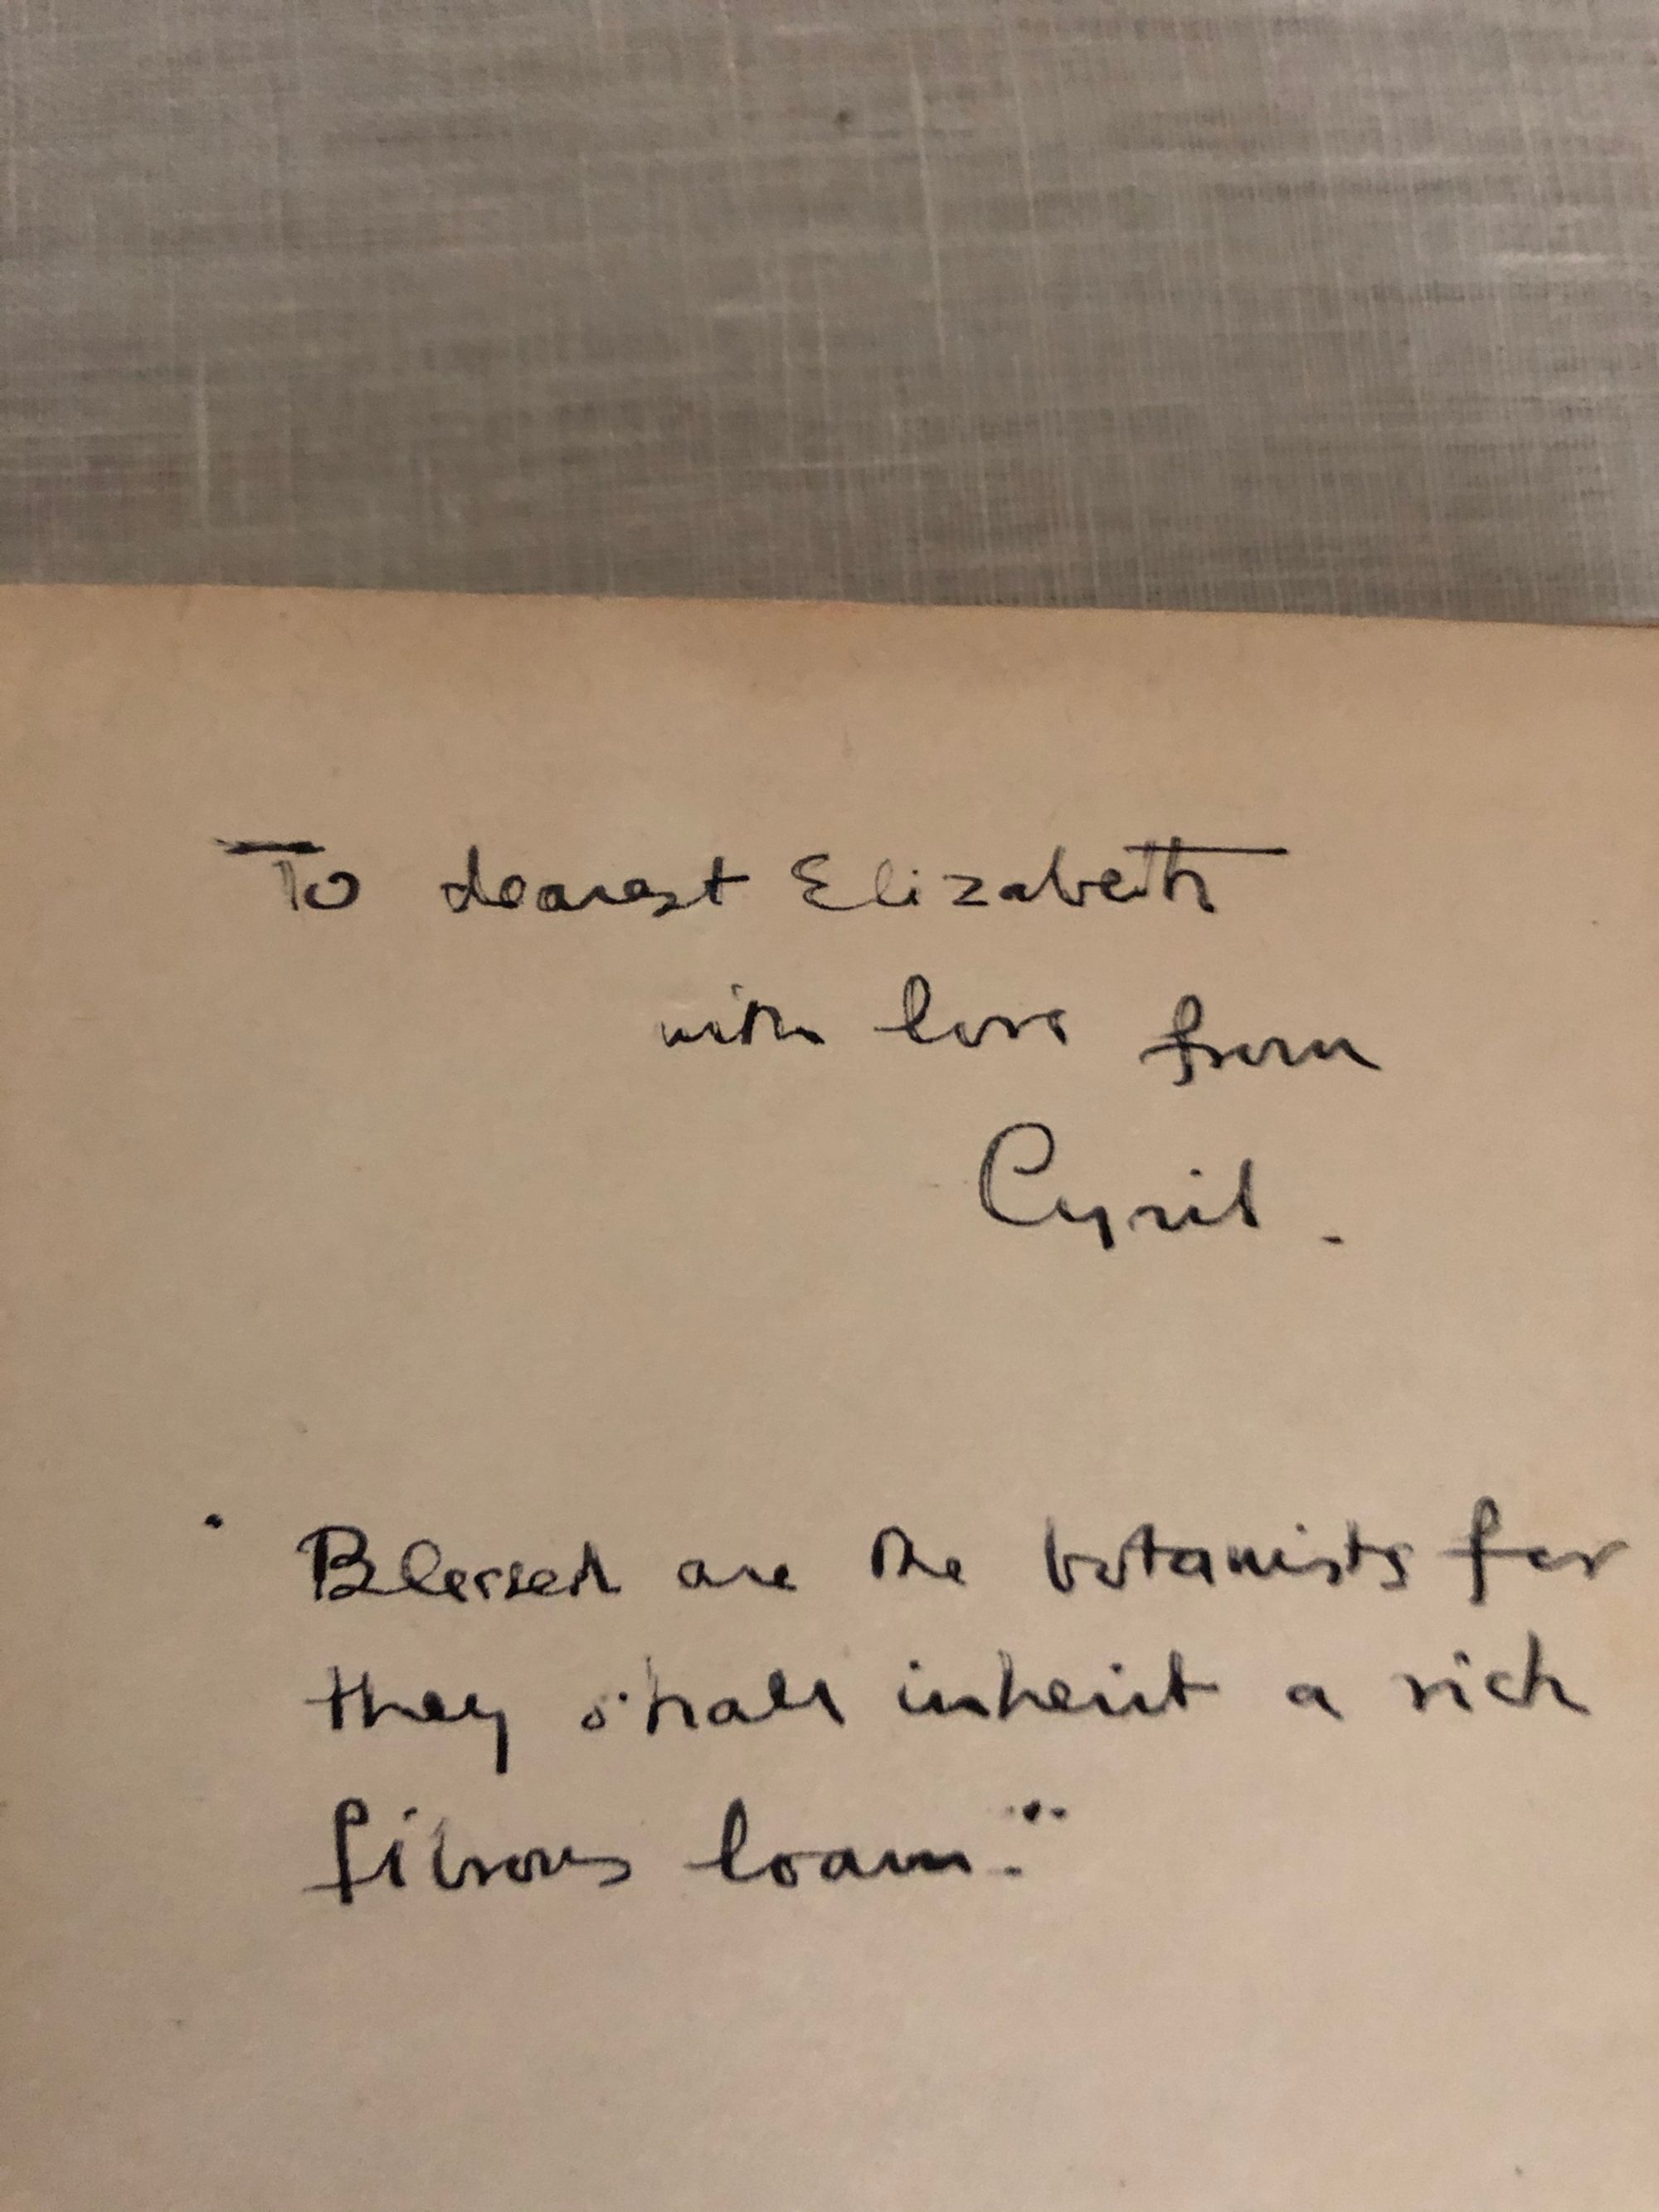 To dearest Elizabeth
with love from
Cyril.
"Blessed are the botanists for
they shall inherit a rich
fibrous loam."